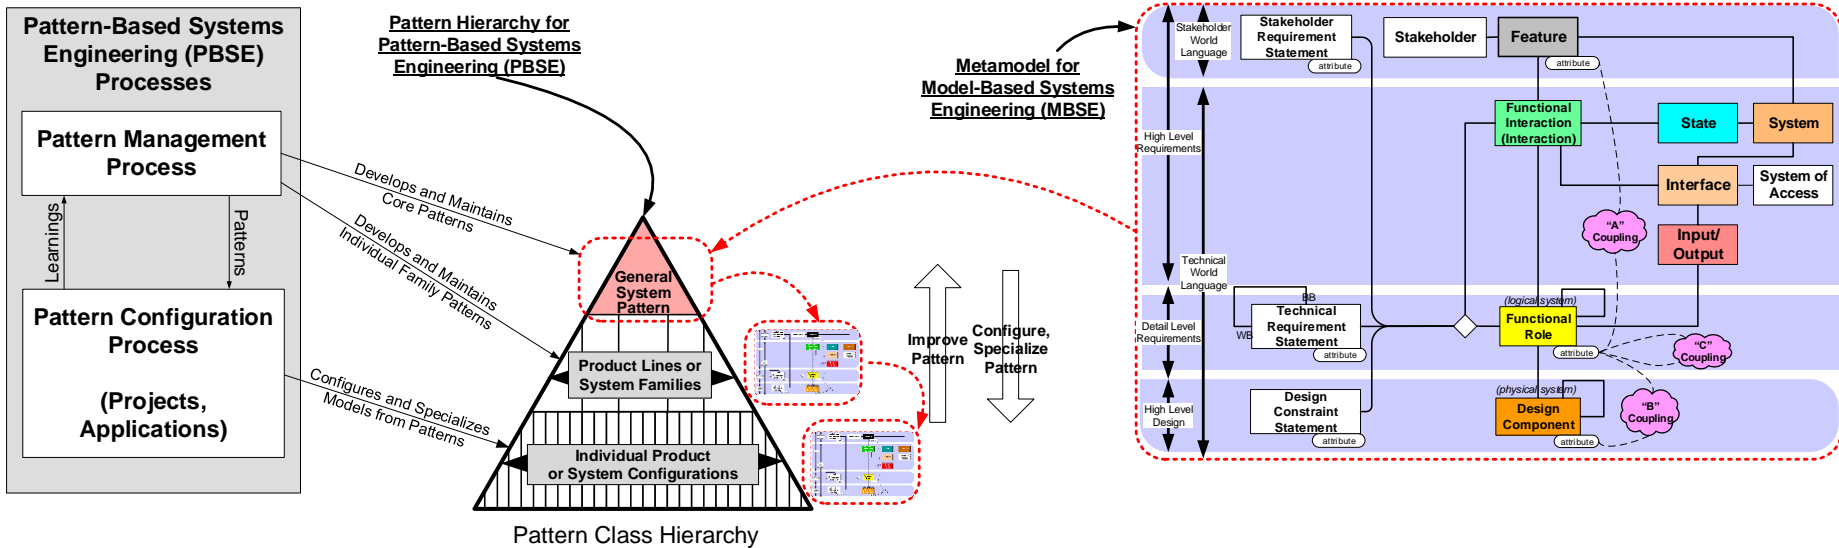 Pattern-Based Systems
Engineering (PBSE)
Processes
Pattern Management
Process
Learnings
Patterns
Pattern Configuration
Process
(Projects,
Applications)
Develops and Maintains
Core Patterns
Develops and Maintains
Individual Family Patterns
Configures and Specializes
Models from Patterns
Pattern Hierarchy for
Pattern-Based Systems
Engineering (PBSE)
General
System
Pattern
Product Lines or
System Families
Individual Product
or System Configurations
Pattern Class Hierarchy
Improve
Pattern
Configure,
Specialize
Pattern
Metamodel for
Model-Based Systems
Engineering (MBSE)
Stakeholder
World
Language
High Level
Requirements
Technical
World
Language
Detail Level
Requirements
High Level
Design
Stakeholder
Requirement
Statement
attribute
Stakeholder
Feature
attribute
Functional
Interaction
(Interaction)
State
System
Interface
System of
Access
"A"
Coupling
Input/
Output
BB
WB
Technical
Requirement
Statement
attribute
(logical system)
Functional
Role
attribute
"C"
Coupling
Design
Constraint
Statement
attribute
(physical system)
Design
Component
attribute
"B"
Coupling